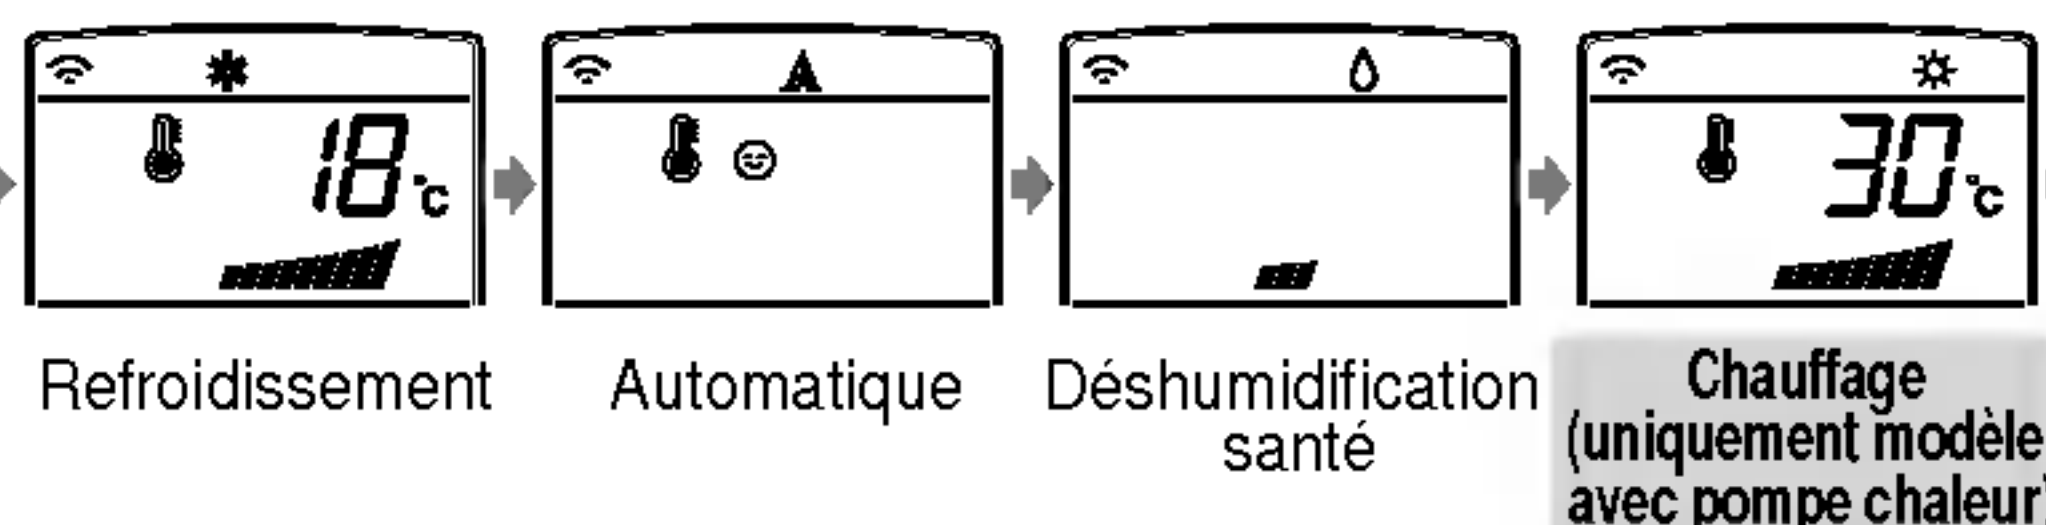 18 °C
A
30 °C
Refroidissement
Automatique
Déshumidification
santé
Chauffage
(uniquement modèle
avec pompe chaleur)